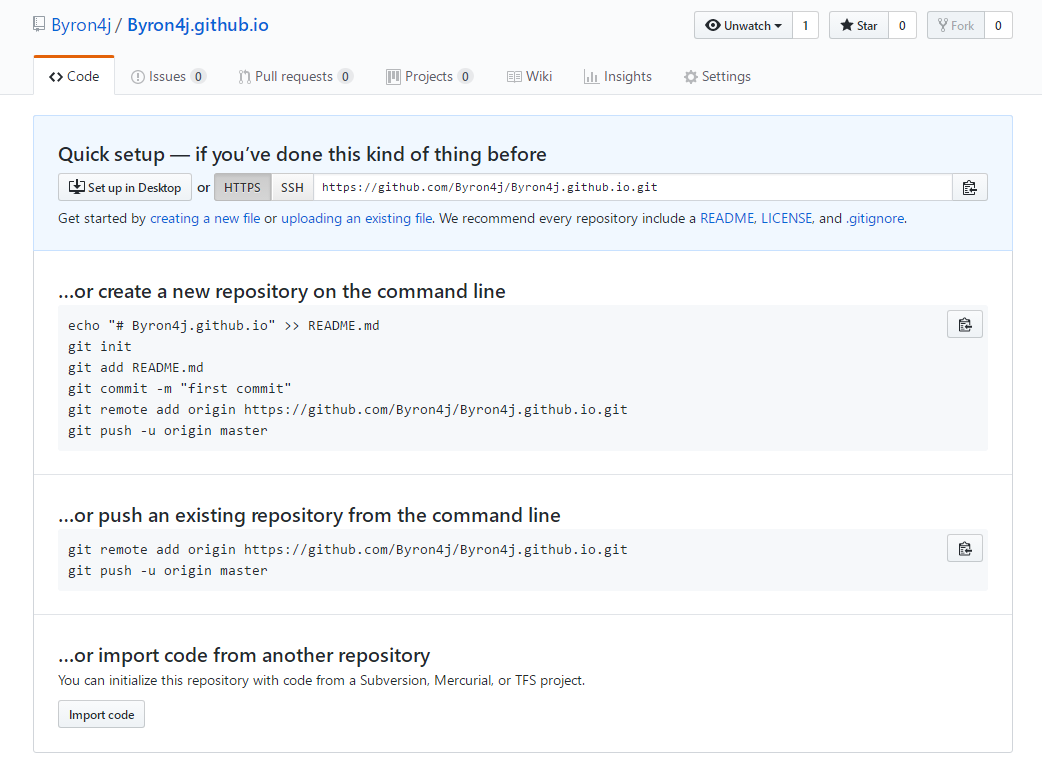 Byron4j / Byron4j.github.io
Unwatch 1 Star 0 Fork 0
Code Issues 0 Pull requests 0 Projects 0 Wiki Insights Settings
Quick setup — if you’ve done this kind of thing before
Set up in Desktop or HTTPS SSH https://github.com/Byron4j/Byron4j.github.io.git
Get started by creating a new file or uploading an existing file. We recommend every repository include a README, LICENSE, and .gitignore.
…or create a new repository on the command line
echo "# Byron4j.github.io" >> README.md
git init
git add README.md
git commit -m "first commit"
git remote add origin https://github.com/Byron4j/Byron4j.github.io.git
git push -u origin master
…or push an existing repository from the command line
git remote add origin https://github.com/Byron4j/Byron4j.github.io.git
git push -u origin master
…or import code from another repository
You can initialize this repository with code from a Subversion, Mercurial, or TFS project.
Import code